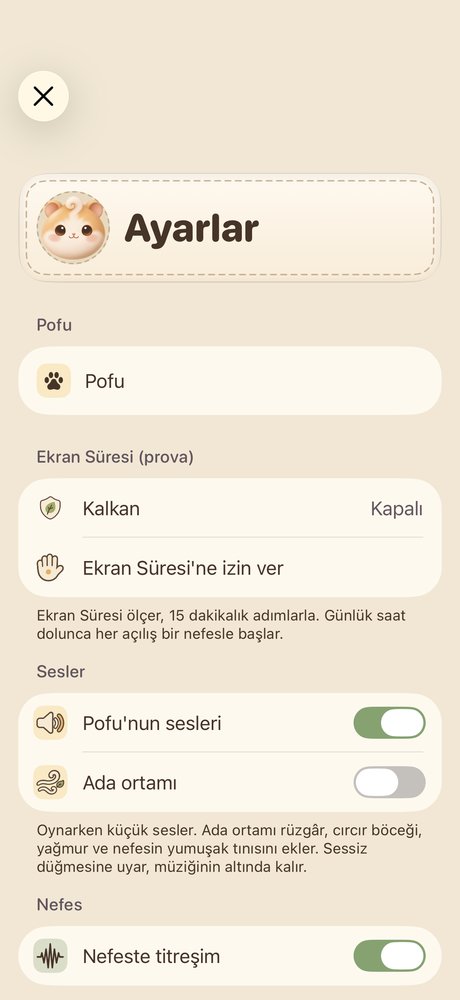 Ayarlar
Pofu
Pofu
Ekran Süresi (prova)
Kalkan Kapalı
Ekran Süresi'ne izin ver
Ekran Süresi ölçer, 15 dakikalık adımlarla. Günlük saat
dolunca her açılış bir nefesle başlar.
Sesler
Pofu'nun sesleri
Ada ortamı
Oynarken küçük sesler. Ada ortamı rüzgâr, cırcır böceği,
yağmur ve nefesin yumuşak tınısını ekler. Sessiz
düğmesine uyar, müziğinin altında kalır.
Nefes
Nefeste titreşim